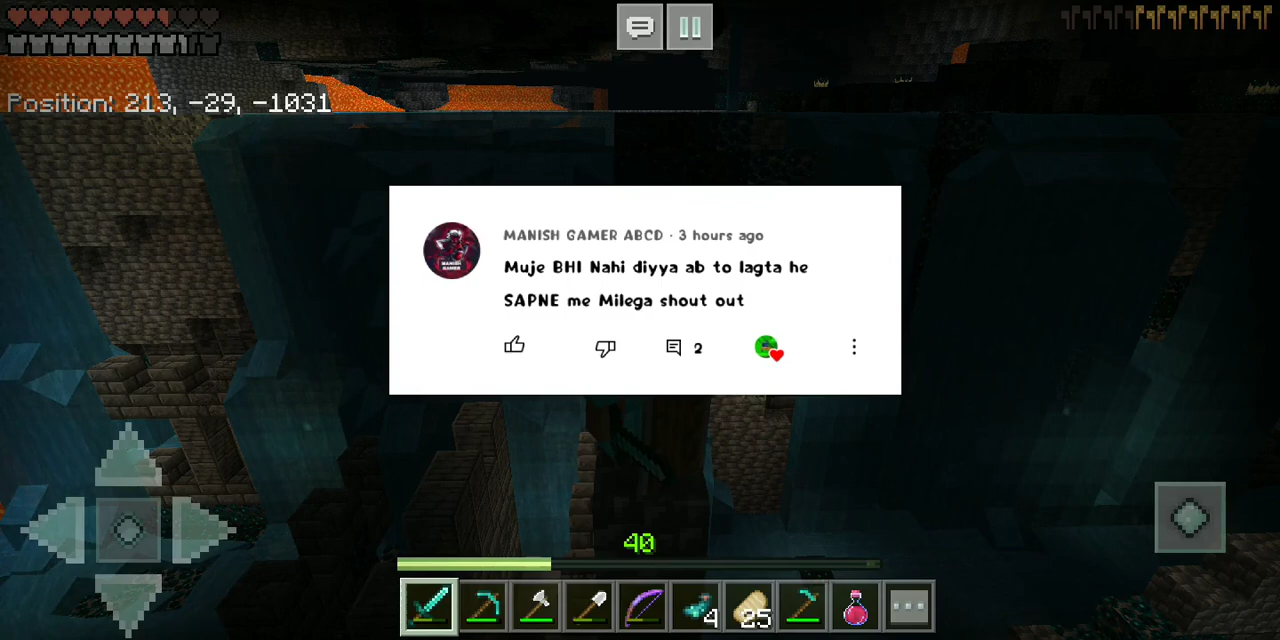 Position: 213, -29, -1031
MANISH GAMER ABCD · 3 hours ago
Muje BHI Nahi diyya ab to lagta he
SAPNE me Milega shout out
2
40
4
25